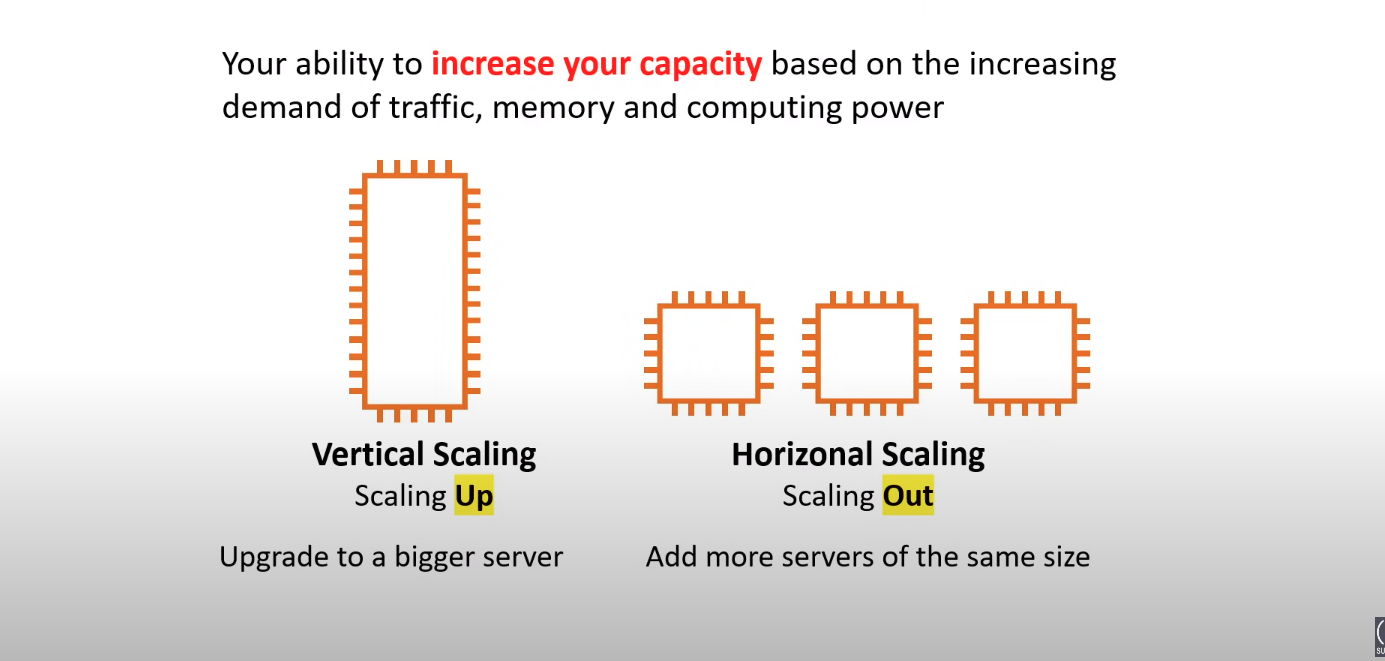 Your ability to increase your capacity based on the increasing
demand of traffic, memory and computing power
Vertical Scaling
Scaling Up
Upgrade to a bigger server
Horizonal Scaling
Scaling Out
Add more servers of the same size